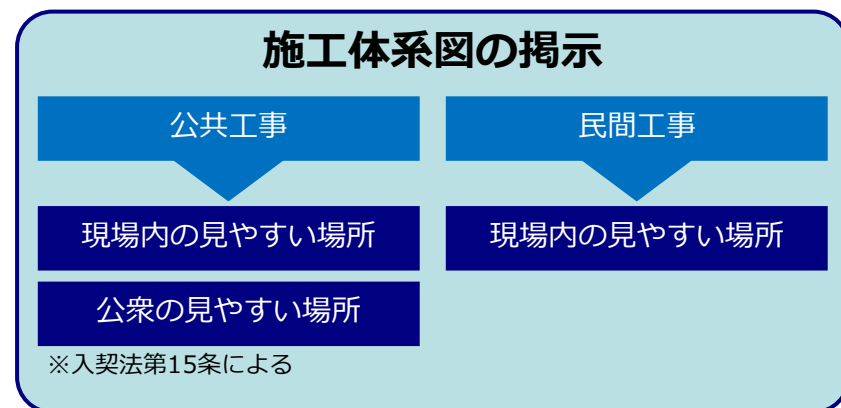 施工体系図の掲示
公共工事
民間工事
現場内の見やすい場所
現場内の見やすい場所
公衆の見やすい場所
※入契法第15条による